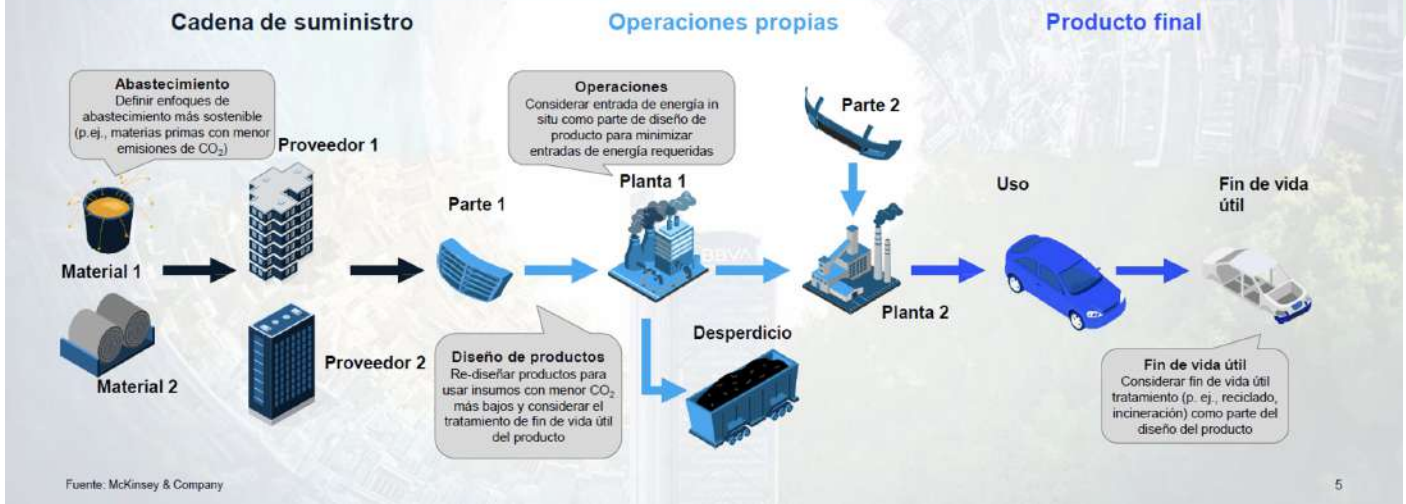 Cadena de suministro
Operaciones propias
Producto final
Abastecimiento
Definir enfoques de
abastecimiento más sostenible
(p.ej., materias primas con menor
emisiones de CO₂)
Proveedor 1
Material 1
Material 2
Proveedor 2
Parte 1
Diseño de productos
Re-diseñar productos para
usar insumos con menor CO₂
más bajos y considerar el
tratamiento de fin de vida útil
del producto
Operaciones
Considerar entrada de energía in
situ como parte de diseño de
producto para minimizar
entradas de energía requeridas
Planta 1
BBVA
Desperdicio
Parte 2
Planta 2
Uso
Fin de vida
útil
Fin de vida útil
Considerar fin de vida útil
tratamiento (p. ej., reciclado,
incineración) como parte del
diseño del producto
Fuente: McKinsey & Company
5